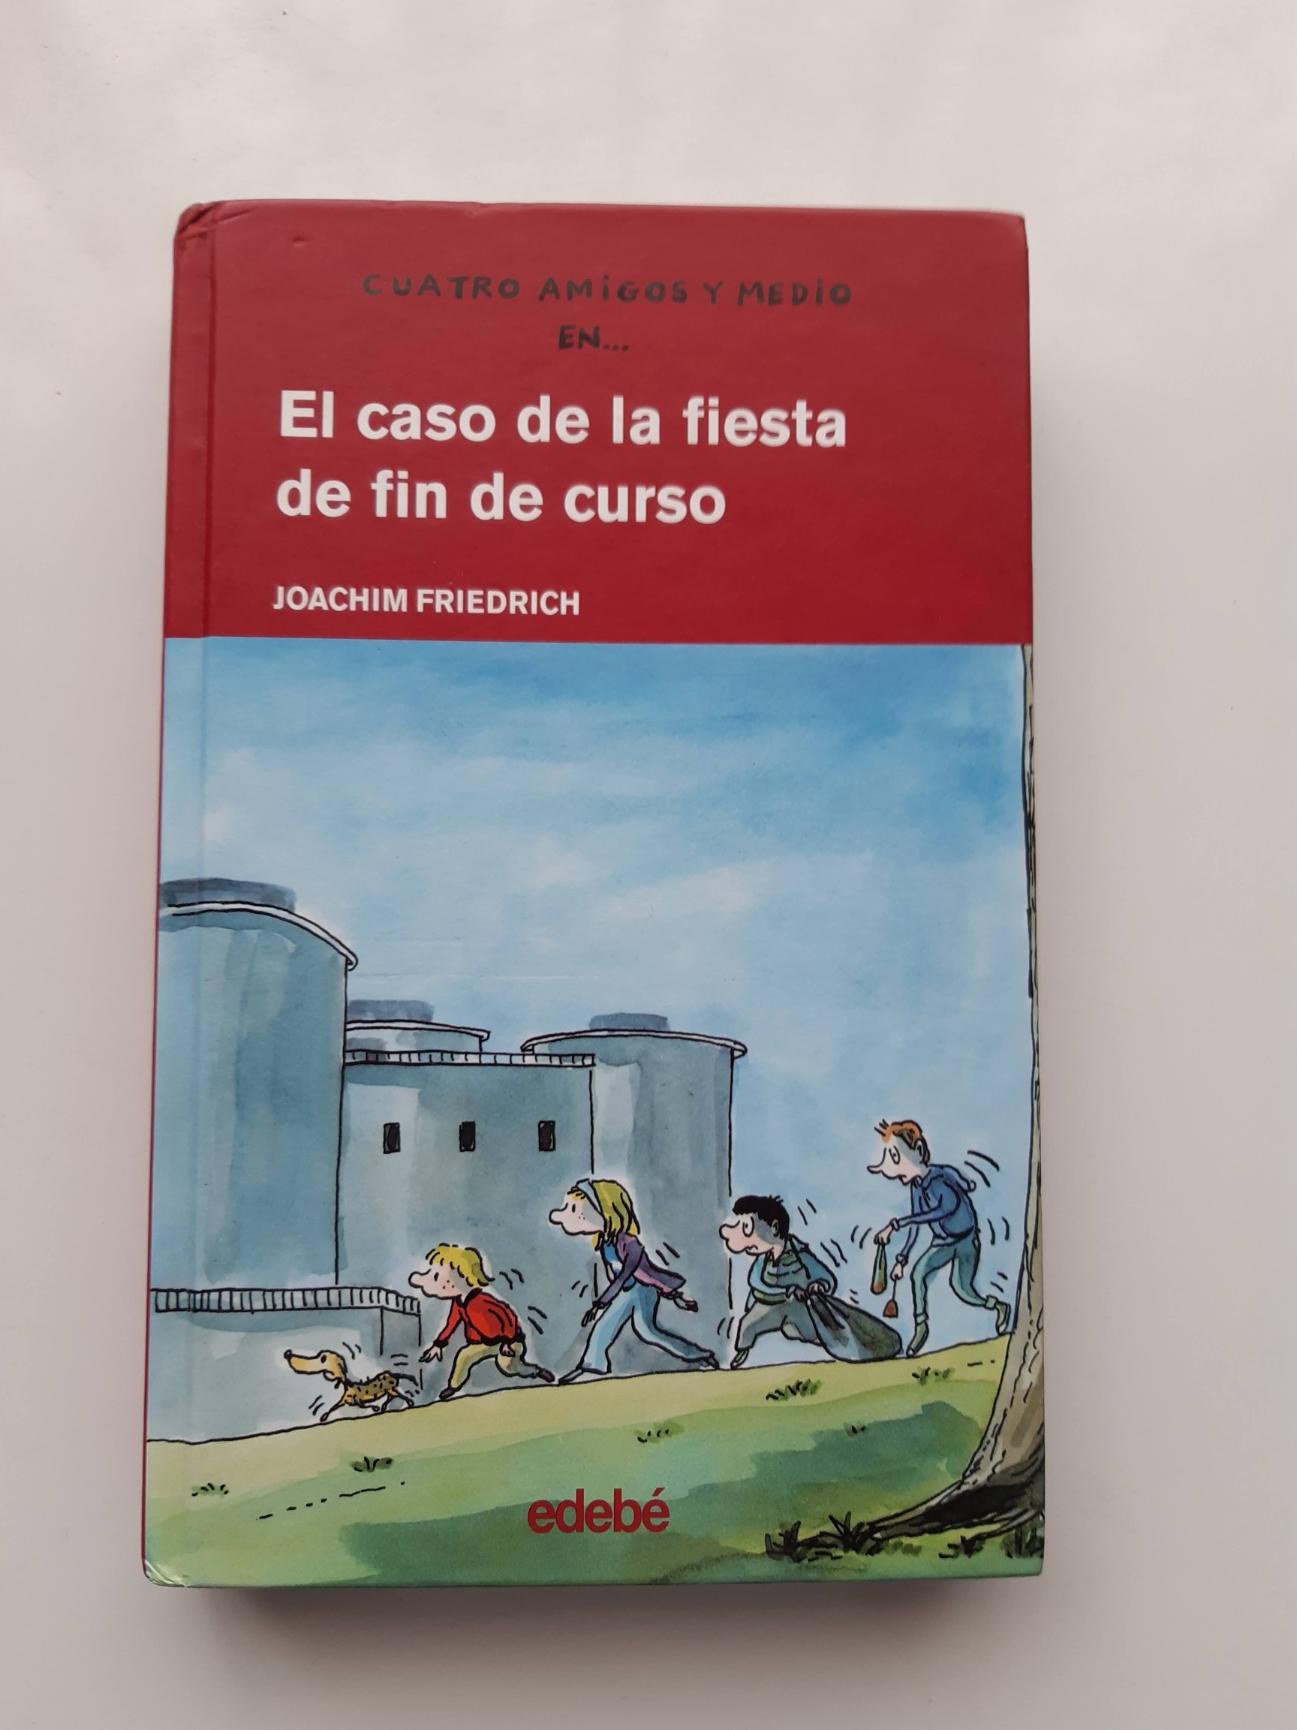 CUATRO AMiGOS Y MEDiO
EN...
El caso de la fiesta
de fin de curso
JOACHIM FRIEDRICH
edebé